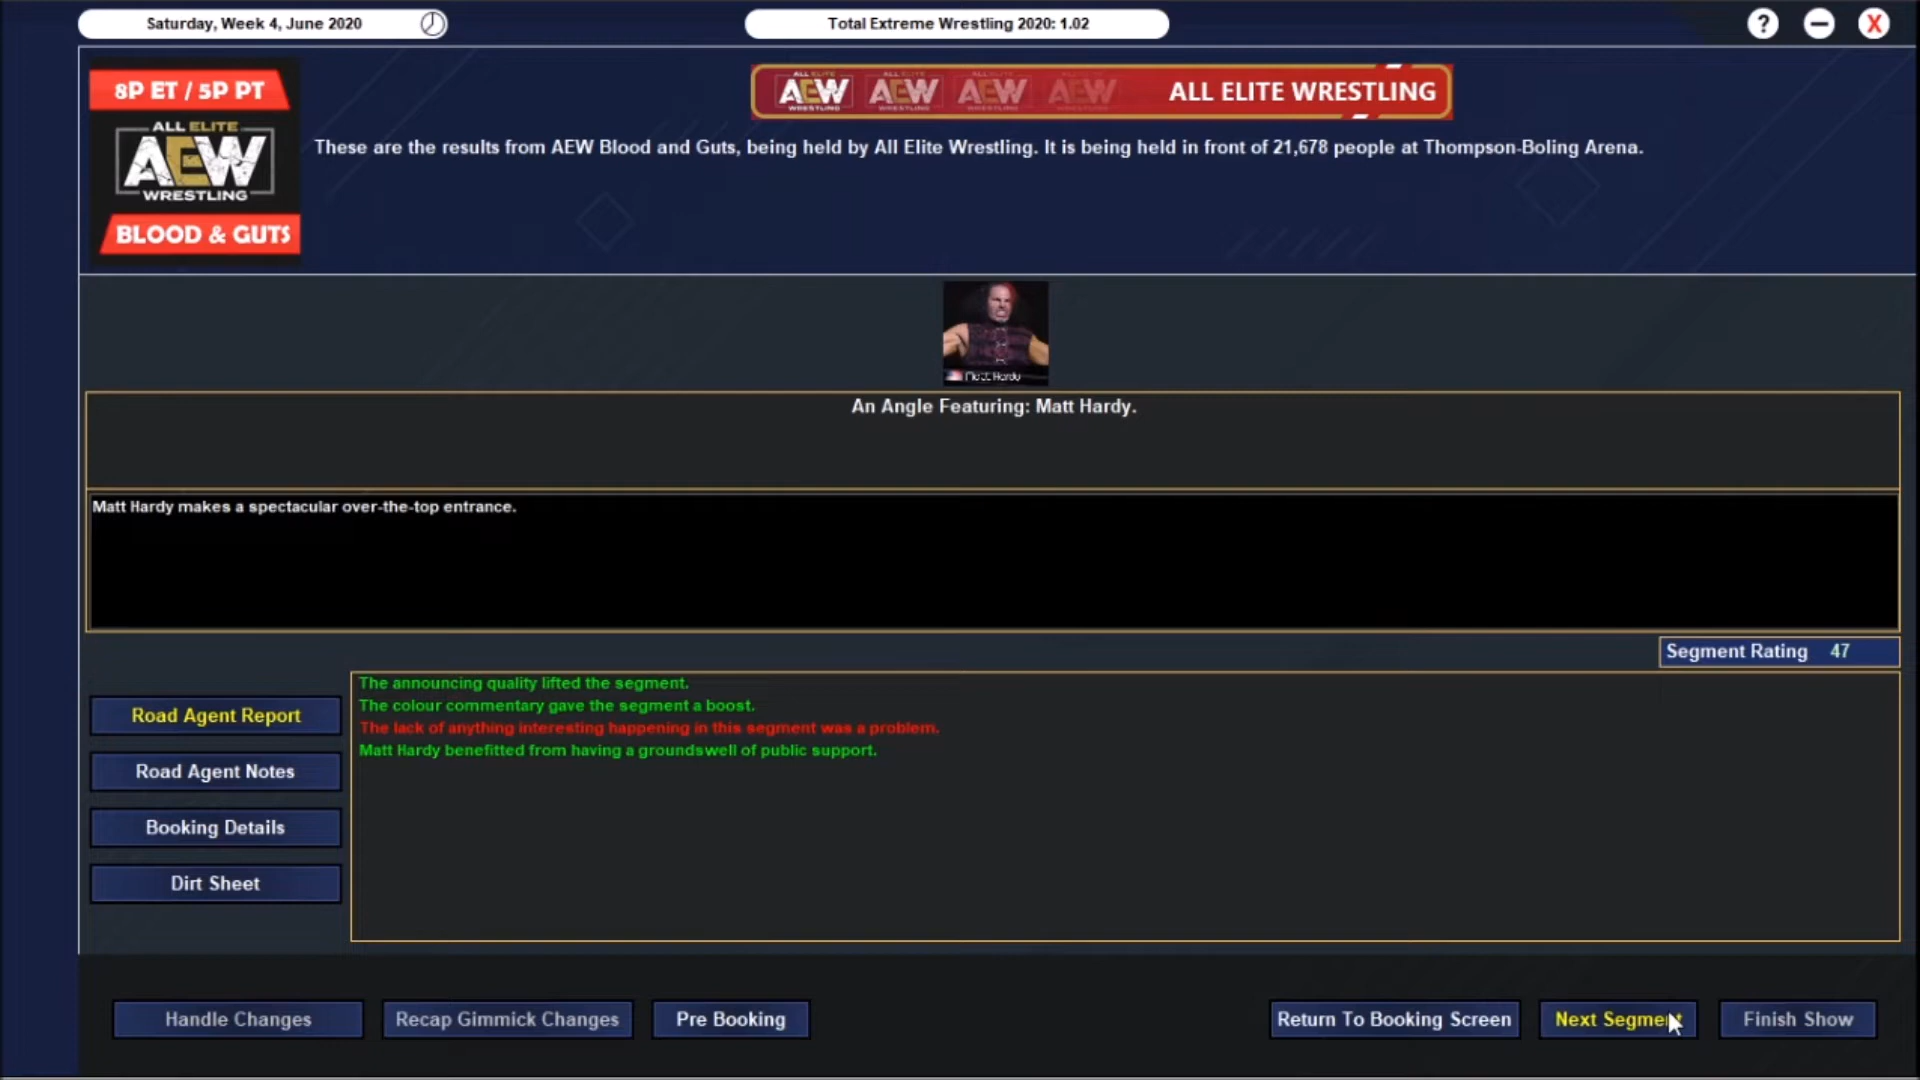 Saturday, Week 4, June 2020
Total Extreme Wrestling 2020: 1.02
?
X
8P ET / 5P PT
ALL ELITE
AEW
WRESTLING
BLOOD & GUTS
ALL ELITE WRESTLING
These are the results from AEW Blood and Guts, being held by All Elite Wrestling. It is being held in front of 21,678 people at Thompson-Boling Arena.
Matt Hardy
An Angle Featuring: Matt Hardy.
Matt Hardy makes a spectacular over-the-top entrance.
Segment Rating 47
The announcing quality lifted the segment.
The colour commentary gave the segment a boost.
The lack of anything interesting happening in this segment was a problem.
Matt Hardy benefitted from having a groundswell of public support.
Road Agent Report
Road Agent Notes
Booking Details
Dirt Sheet
Handle Changes
Recap Gimmick Changes
Pre Booking
Return To Booking Screen
Next Segment
Finish Show